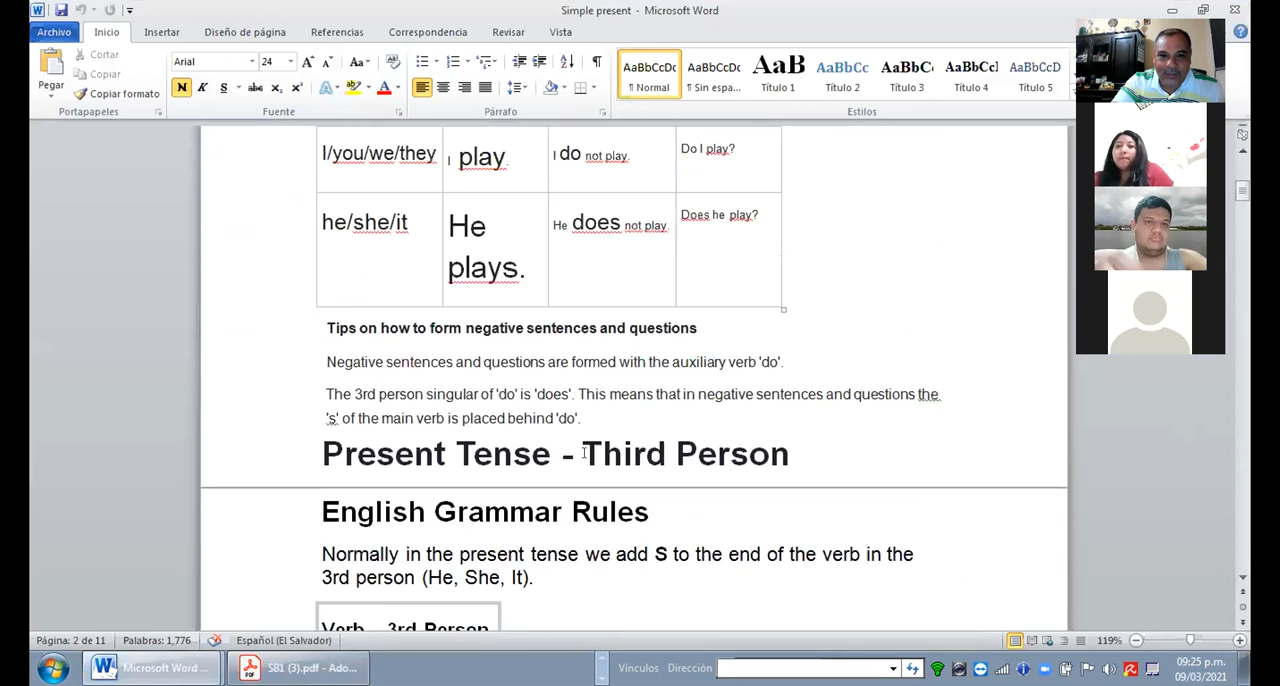 Simple present - Microsoft Word
Archivo Inicio Insertar Diseño de página Referencias Correspondencia Revisar Vista
Cortar
Copiar
Copiar formato
Pegar
Portapapeles
Arial 24
Fuente
Párrafo
AaBbCcDc AaBbCcDc AaB AaBbCc AaBbCc AaBbCcI AaBbCcD
¶ Normal ¶ Sin espa... Título 1 Título 2 Título 3 Título 4 Título 5
Estilos
I/you/we/they I play. I do not play. Do I play?
he/she/it He plays. He does not play. Does he play?
Tips on how to form negative sentences and questions
Negative sentences and questions are formed with the auxiliary verb 'do'.
The 3rd person singular of 'do' is 'does'. This means that in negative sentences and questions the
's' of the main verb is placed behind 'do'.
Present Tense - Third Person
English Grammar Rules
Normally in the present tense we add S to the end of the verb in the
3rd person (He, She, It).
Verb 3rd Person
Página: 2 de 11 Palabras: 1,776 Español (El Salvador) 119%
Microsoft Word ... S81 (3).pdf - Ado... Vínculos Dirección
09:25 p.m.
09/03/2021